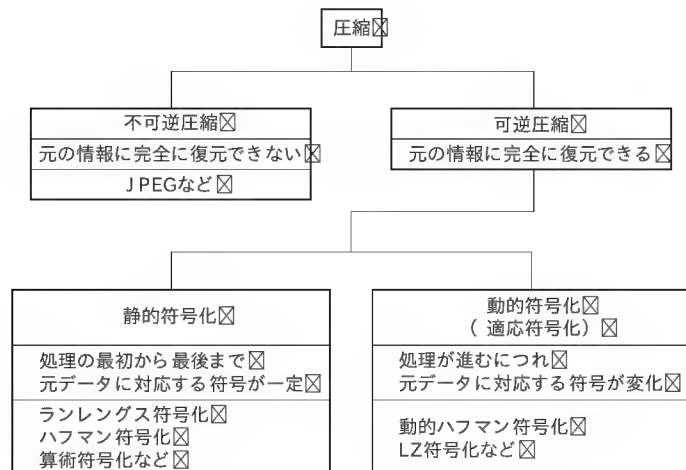 圧縮
不可逆圧縮
元の情報に完全に復元できない
JPEGなど
可逆圧縮
元の情報に完全に復元できる
静的符号化
処理の最初から最後まで
元データに対応する符号が一定
ランレングス符号化
ハフマン符号化
算術符号化など
動的符号化
(適応符号化)
処理が進むにつれ
元データに対応する符号が変化
動的ハフマン符号化
LZ符号化など